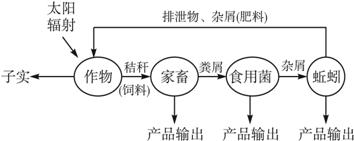 太阳
辐射
排泄物、杂屑(肥料)
子实
作物
秸秆
(饲料)
家畜
粪屑
食用菌
杂屑
蚯蚓
产品输出
产品输出
产品输出